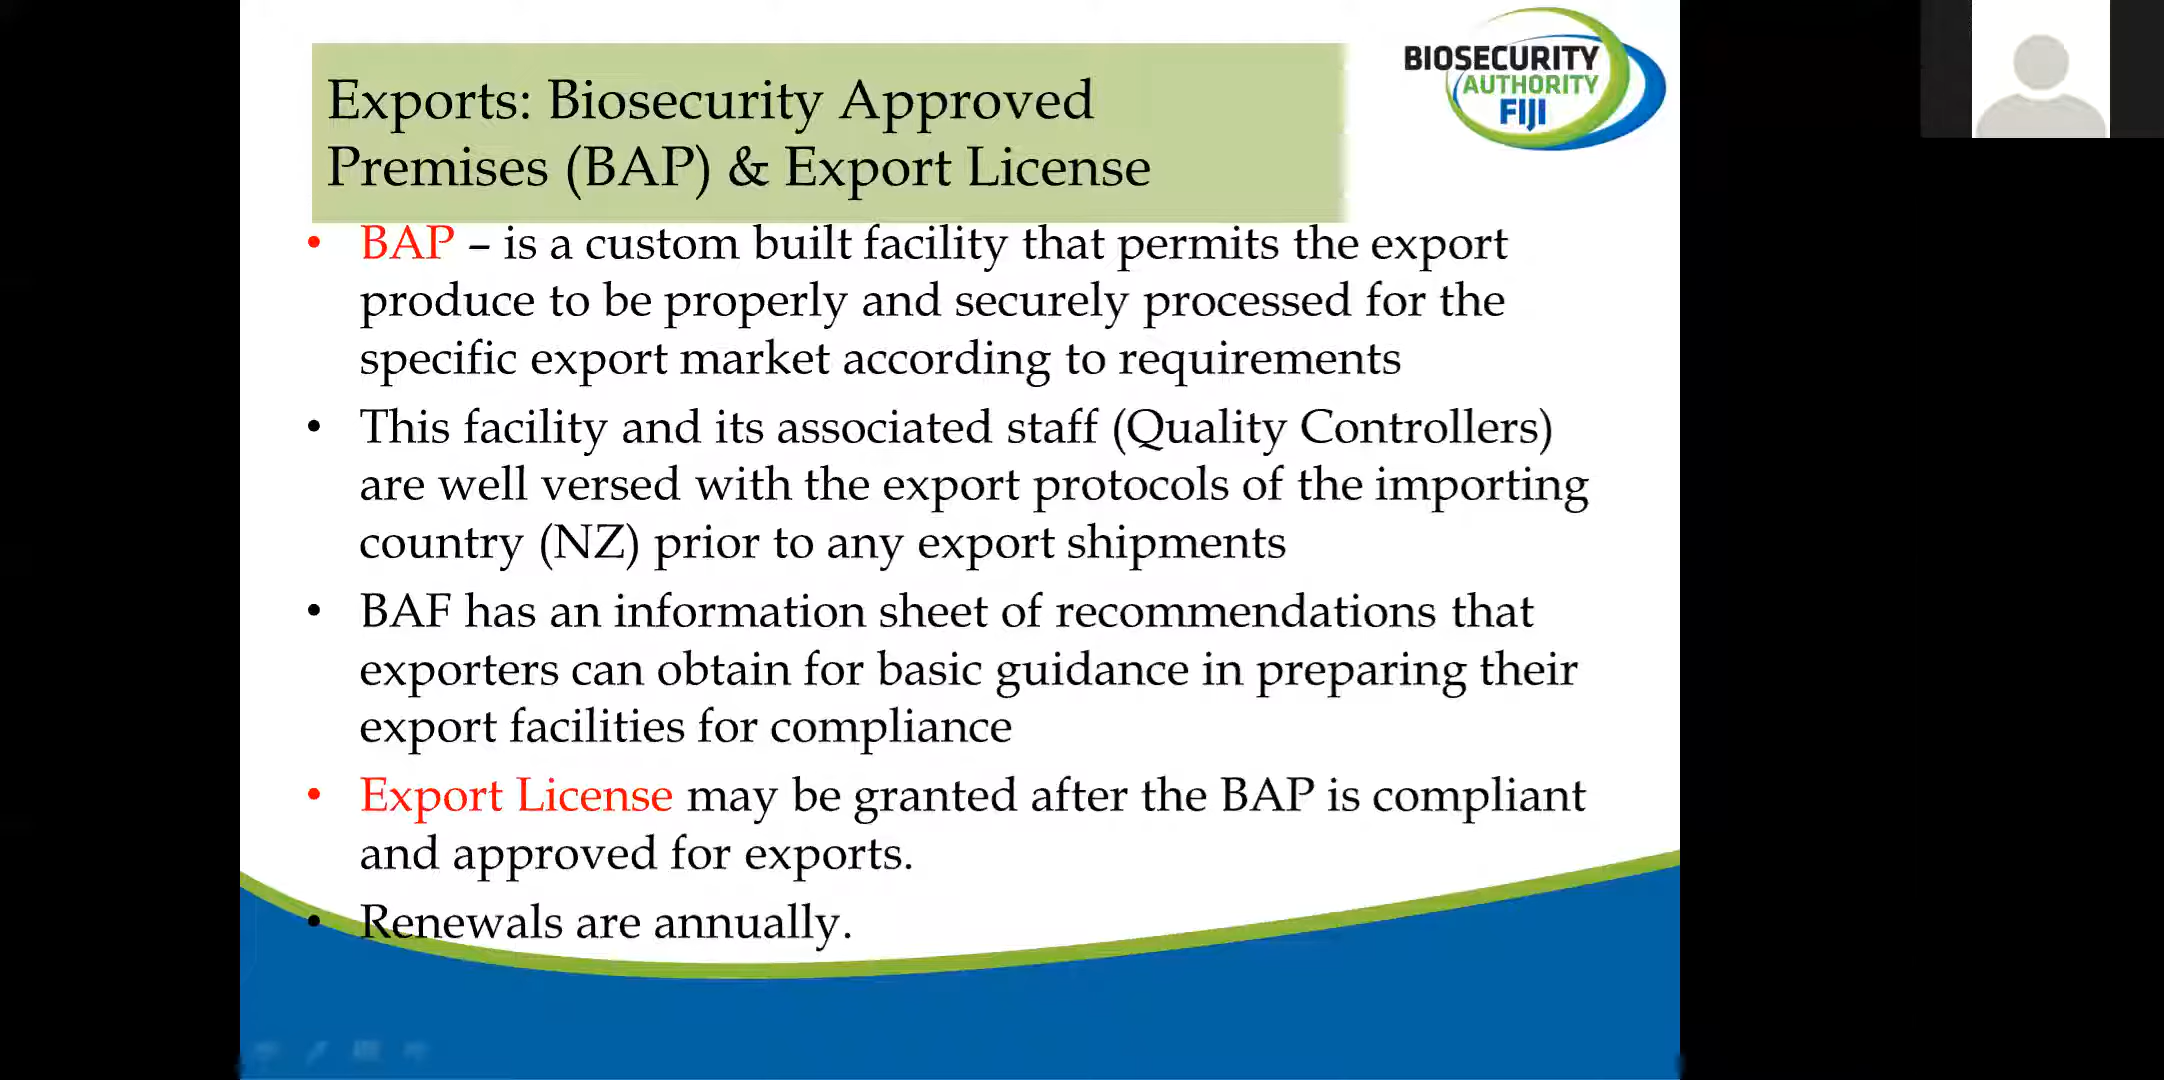 Exports: Biosecurity Approved
Premises (BAP) & Export License
BIOSECURITY
AUTHORITY
FIJI
• BAP – is a custom built facility that permits the export
produce to be properly and securely processed for the
specific export market according to requirements
• This facility and its associated staff (Quality Controllers)
are well versed with the export protocols of the importing
country (NZ) prior to any export shipments
• BAF has an information sheet of recommendations that
exporters can obtain for basic guidance in preparing their
export facilities for compliance
• Export License may be granted after the BAP is compliant
and approved for exports.
• Renewals are annually.